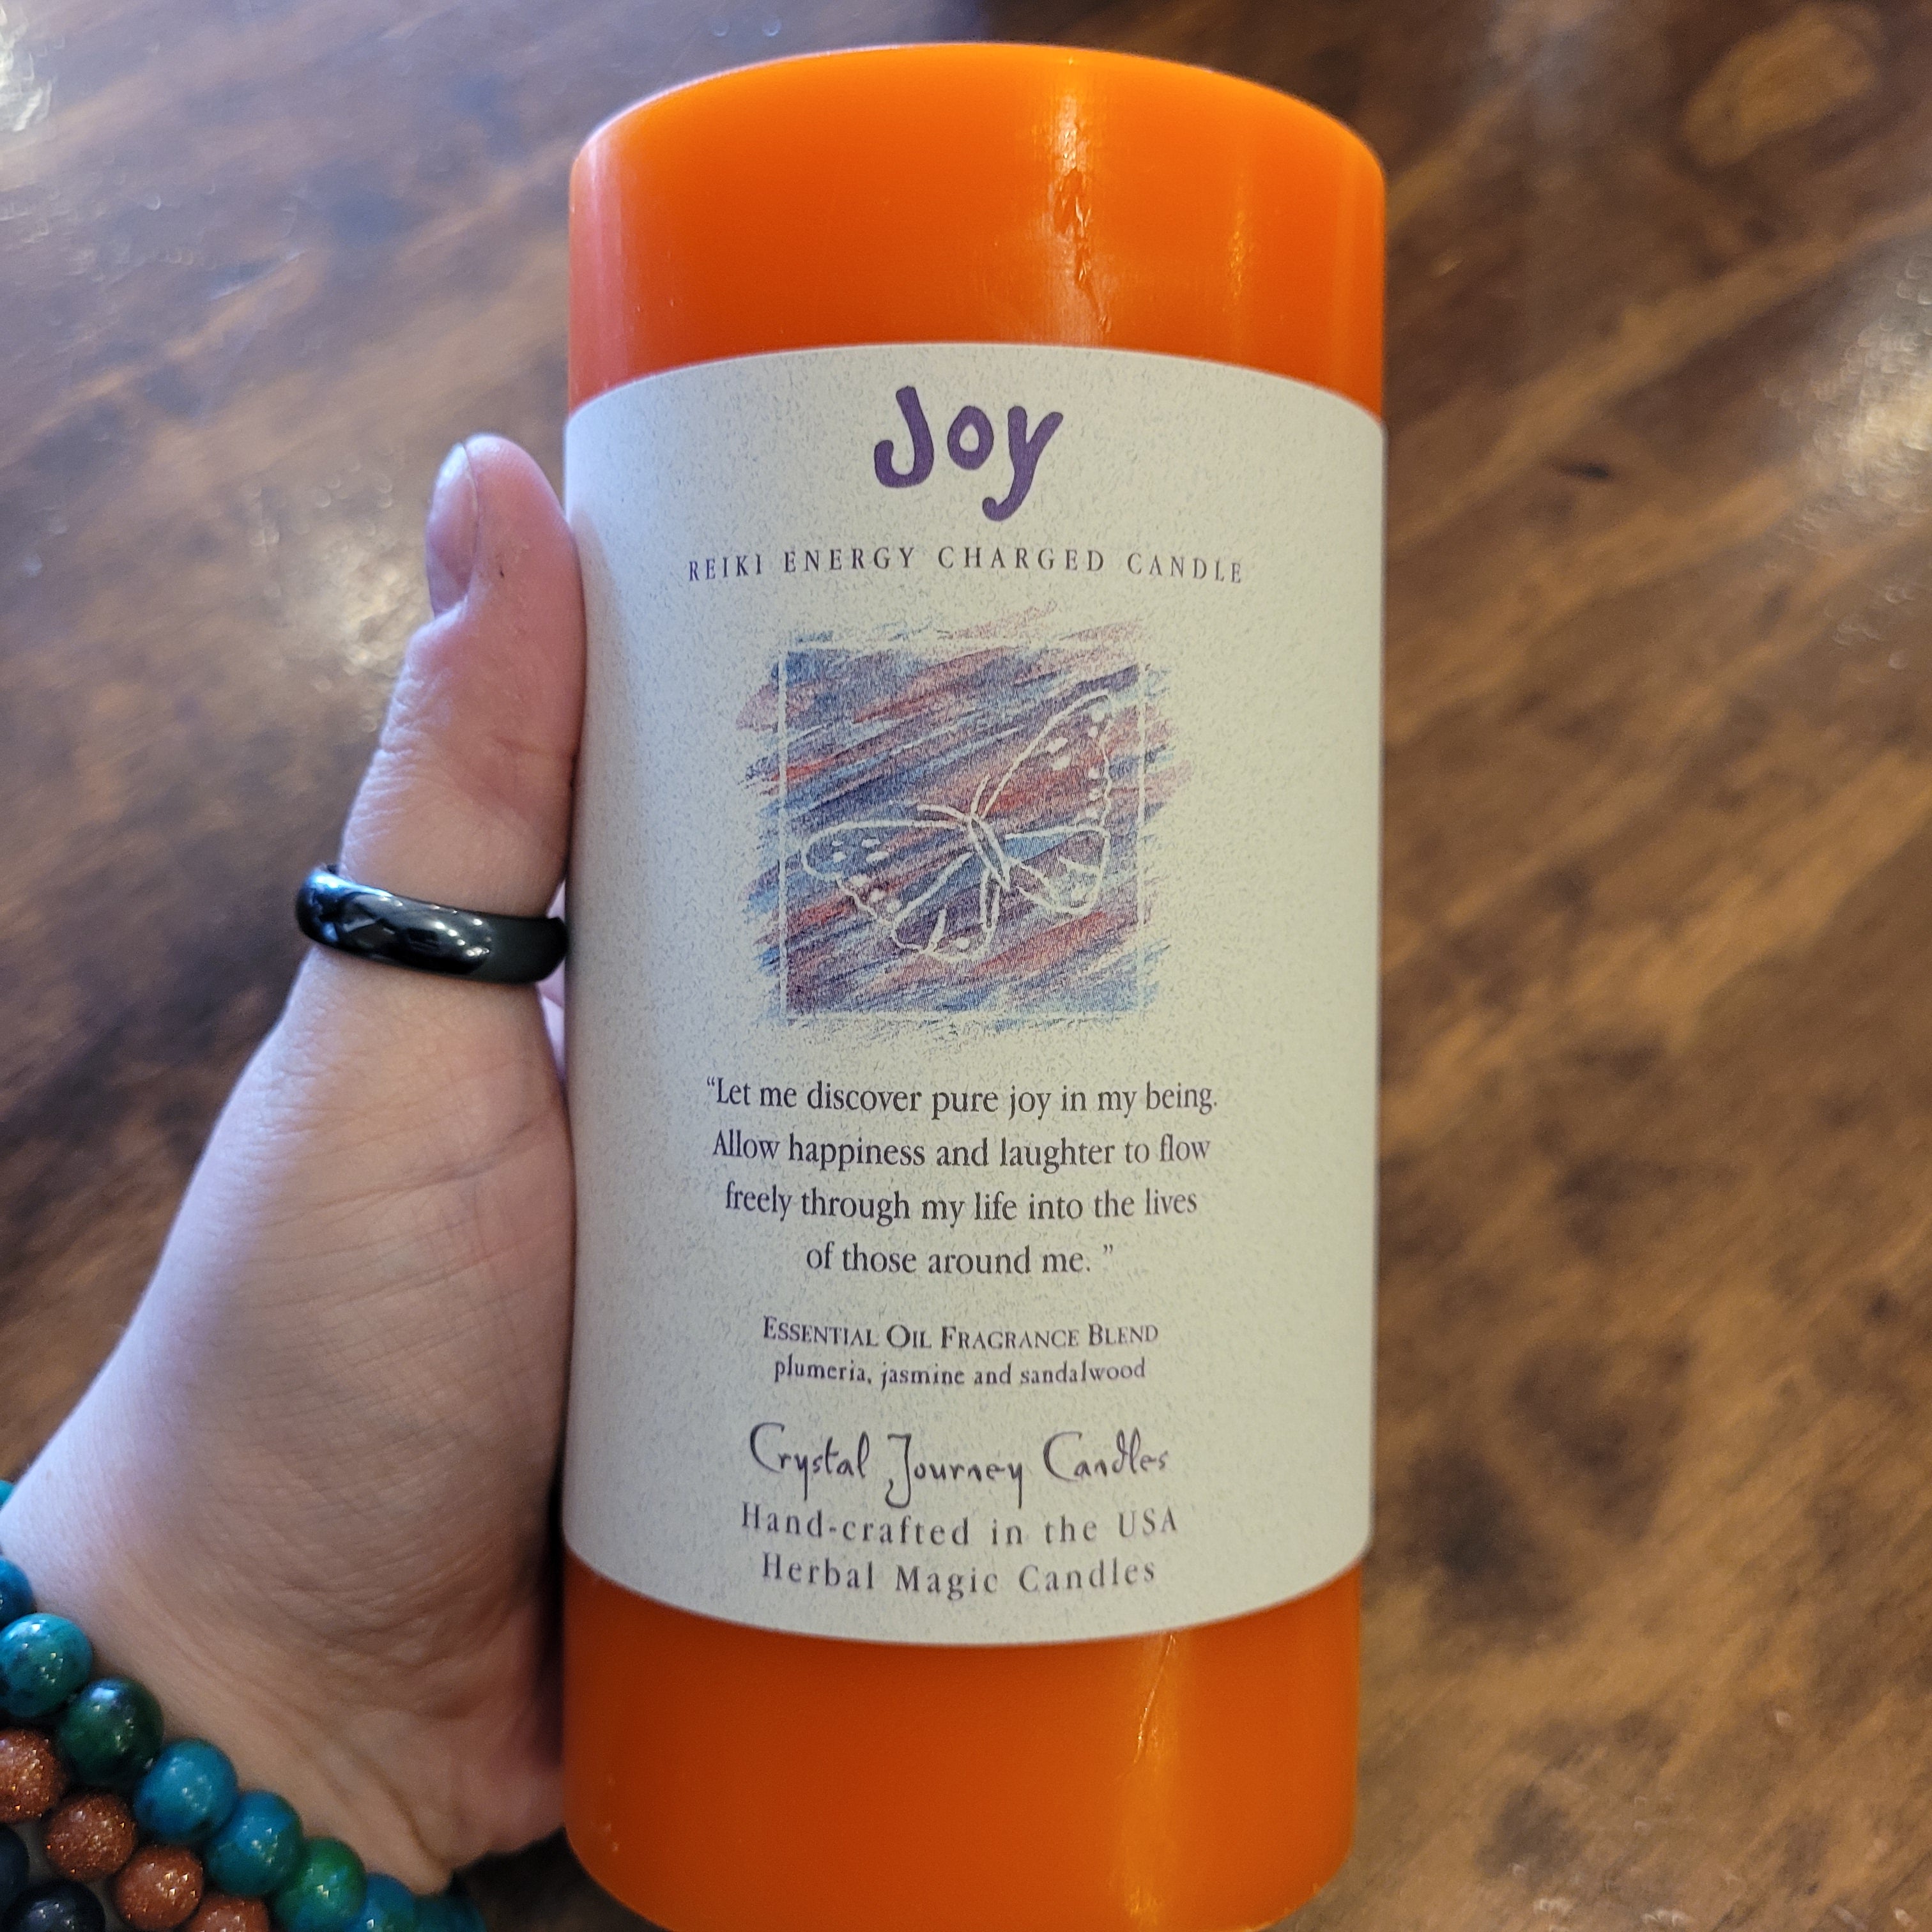 Joy
REIKI ENERGY CHARGED CANDLE
“Let me discover pure joy in my being.
Allow happiness and laughter to flow
freely through my life into the lives
of those around me. ”
ESSENTIAL OIL FRAGRANCE BLEND
plumeria, jasmine and sandalwood
Crystal Journey Candles
Hand-crafted in the USA
Herbal Magic Candles